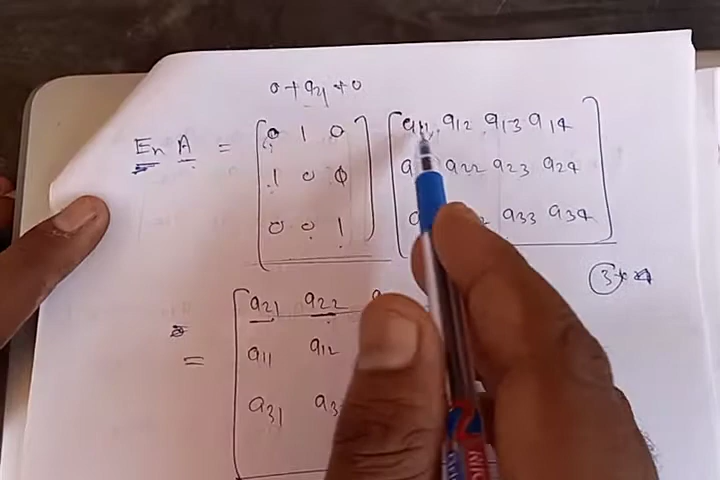 0 + a21 + 0
En A = [ 0 1 0 ] [ a11 a12 a13 a14 ]
[ 1 0 0 ] [ a22 a23 a24 ]
[ 0 0 1 ] [ a33 a34 ]
3×4
= [ a21 a22
a11 a12
a31